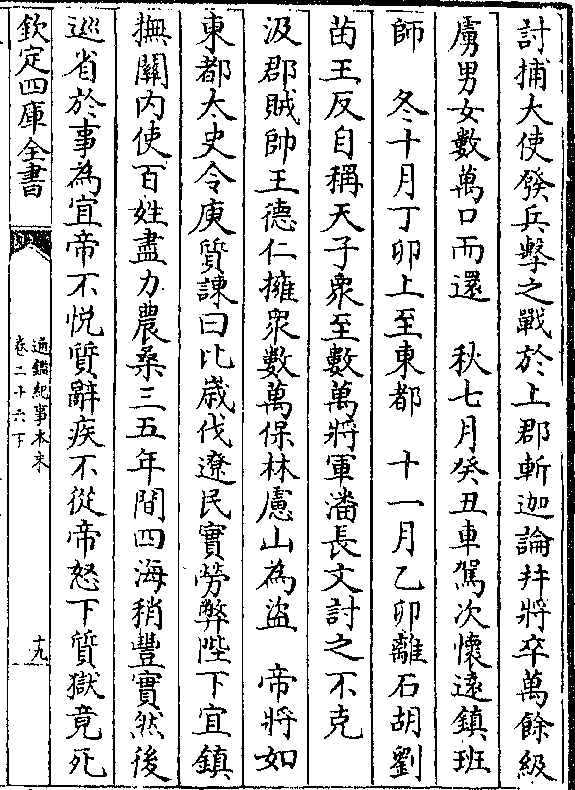 討捕大使發兵擊之戰於上郡斬迦論并將卒萬餘級
虜男女數萬口而還　秋七月癸丑車駕次懷遠鎮班
師　冬十月丁卯上至東都　十一月乙卯離石胡劉
苗王反自稱天子衆至數萬將軍潘長文討之不克
汲郡賊帥王德仁擁衆數萬保林慮山為盜　帝將如
東都太史令庾質諫曰比歲伐遼民實勞弊陛下宜鎮
撫關内使百姓盡力農桑三五年間四海稍豐實然後
巡省於事為宜帝不悅質辭疾不從帝怒下質獄竟死
欽定四庫全書
通鑑紀事本末
卷二十六下
十九